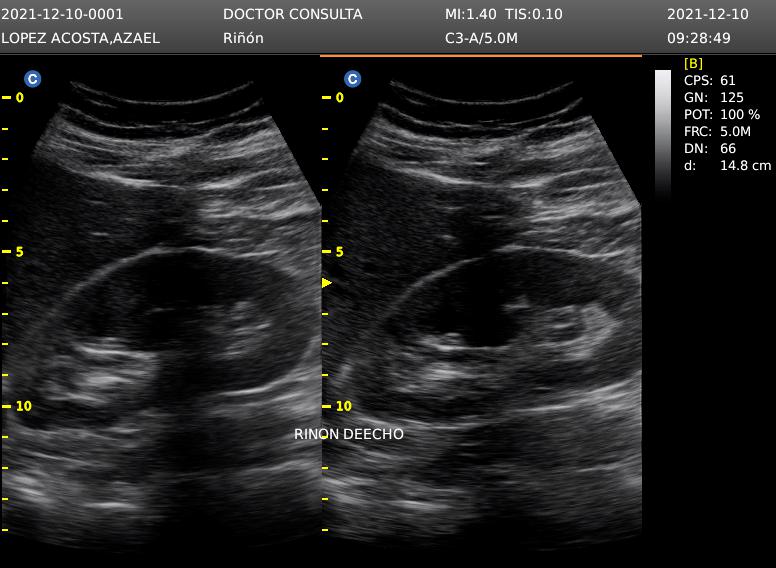 2021-12-10-0001 DOCTOR CONSULTA MI:1.40 TIS:0.10 2021-12-10
LOPEZ ACOSTA,AZAEL Riñón C3-A/5.0M 09:28:49
[B]
CPS: 61
GN: 125
POT: 100 %
FRC: 5.0M
DN: 66
d: 14.8 cm
C C
0 0
5 5
10 10
RINON DEECHO